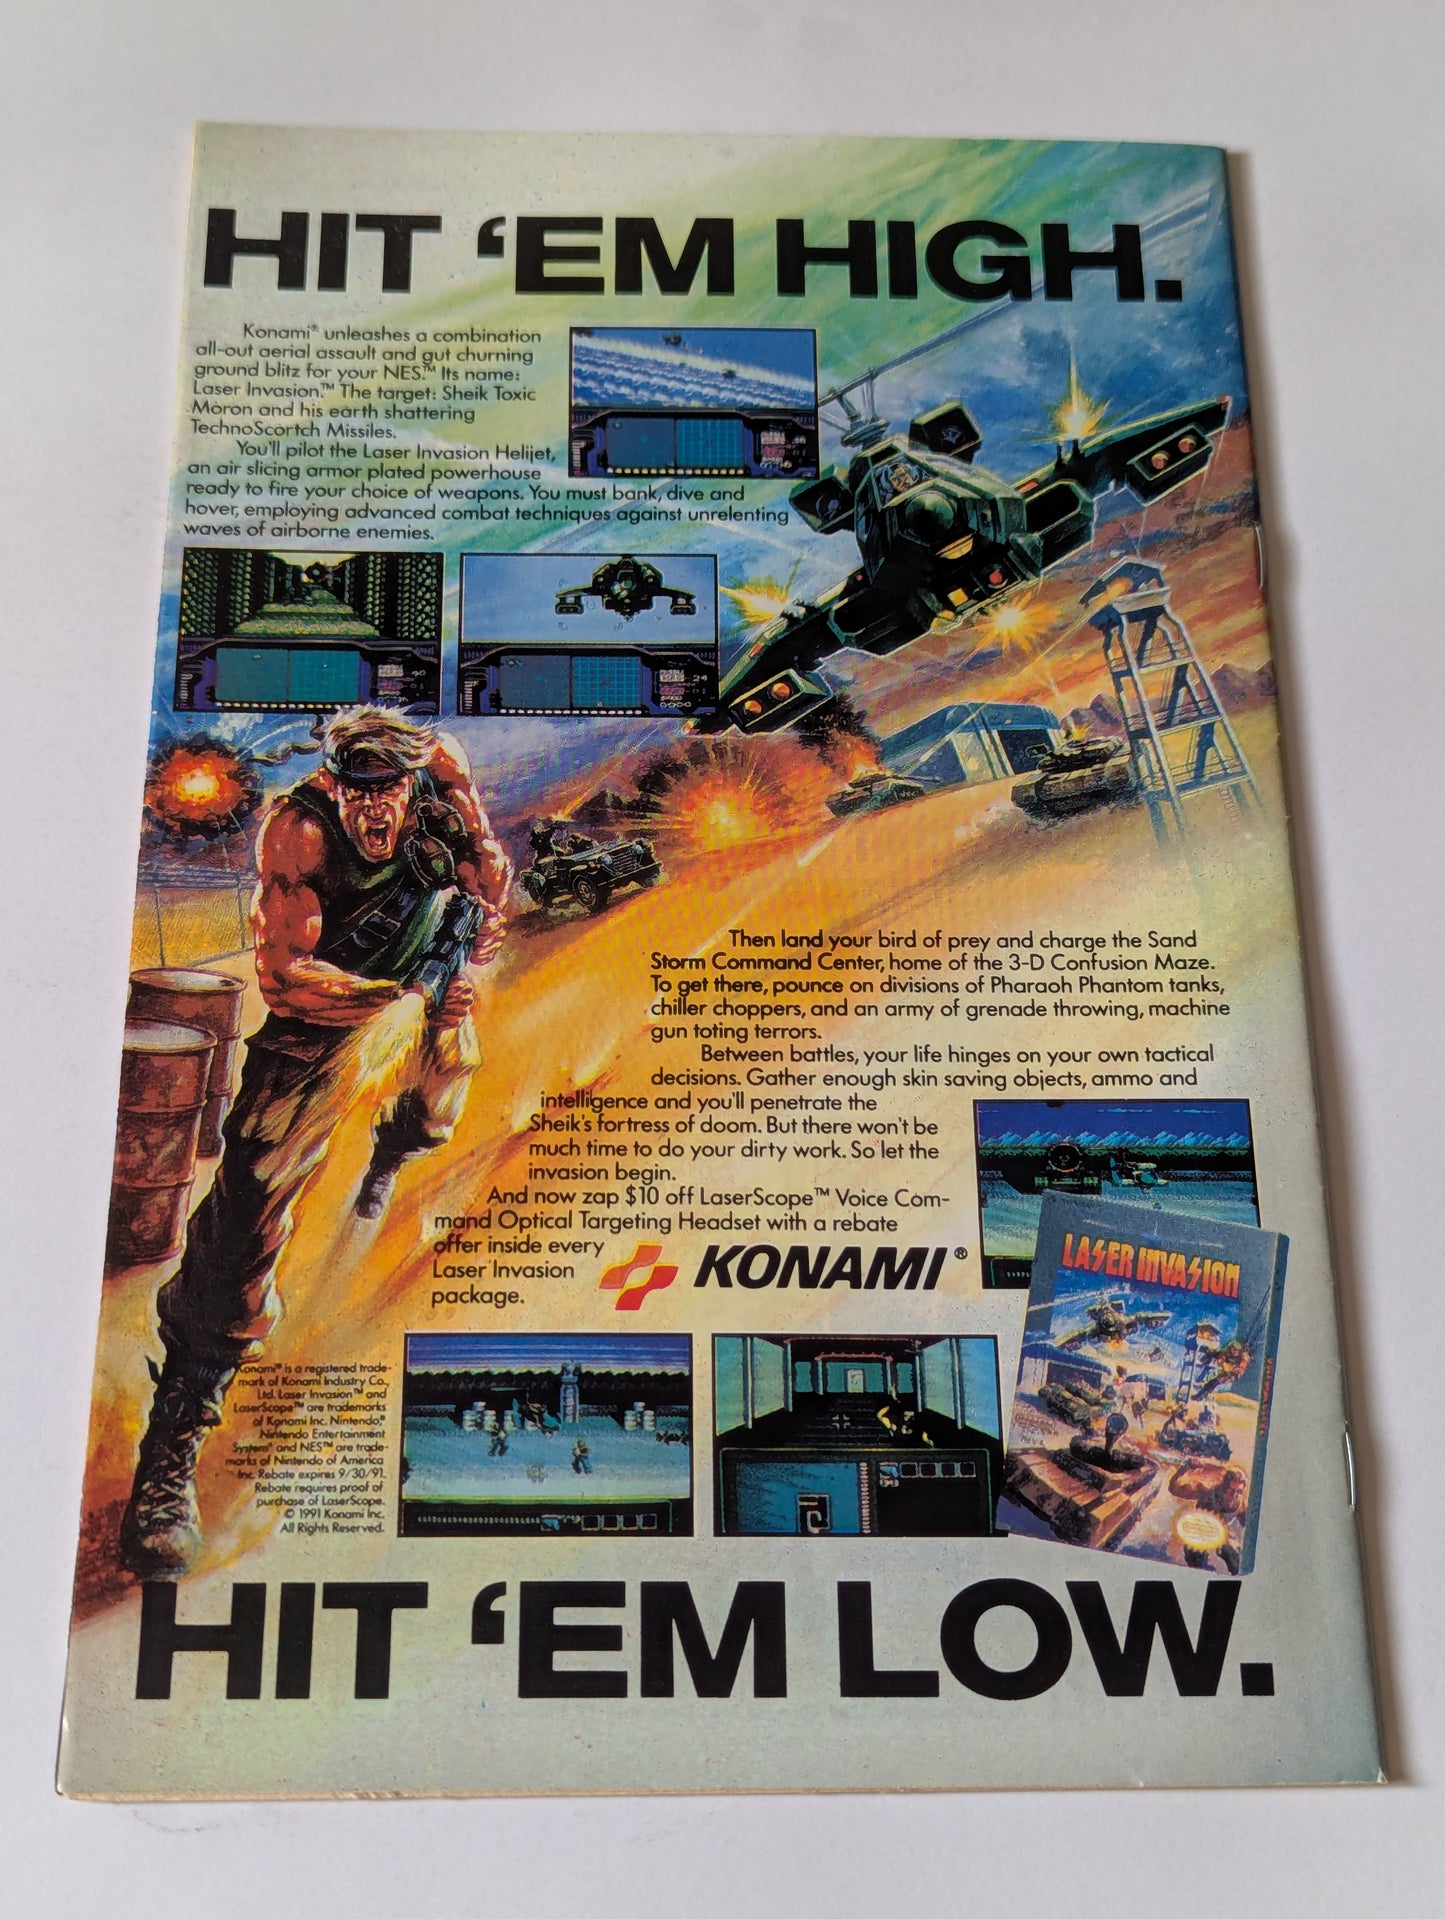 HIT ‘EM HIGH.
Konami® unleashes a combination
all-out aerial assault and gut churning
ground blitz for your NES.™ Its name:
Laser Invasion.™ The target: Sheik Toxic
Moron and his earth shattering
TechnoScortch Missiles.
You'll pilot the Laser Invasion Helijet,
an air slicing armor plated powerhouse
ready to fire your choice of weapons. You must bank, dive and
hover, employing advanced combat techniques against unrelenting
waves of airborne enemies.
Then land your bird of prey and charge the Sand
Storm Command Center, home of the 3-D Confusion Maze.
To get there, pounce on divisions of Pharaoh Phantom tanks,
chiller choppers, and an army of grenade throwing, machine
gun toting terrors.
Between battles, your life hinges on your own tactical
decisions. Gather enough skin saving objects, ammo and
intelligence and you'll penetrate the
Sheik's fortress of doom. But there won't be
much time to do your dirty work. So let the
invasion begin.
And now zap $10 off LaserScope™ Voice Com-
mand Optical Targeting Headset with a rebate
offer inside every
Laser Invasion
package.
KONAMI®
LASER INVASION
Konami® is a registered trade-
mark of Konami Industry Co.,
Ltd. Laser Invasion™ and
LaserScope™ are trademarks
of Konami Inc. Nintendo,®
Nintendo Entertainment
System® and NES™ are trade-
marks of Nintendo of America
Inc. Rebate expires 9/30/91.
Rebate requires proof of
purchase of LaserScope.
© 1991 Konami Inc.
All Rights Reserved.
HIT ‘EM LOW.